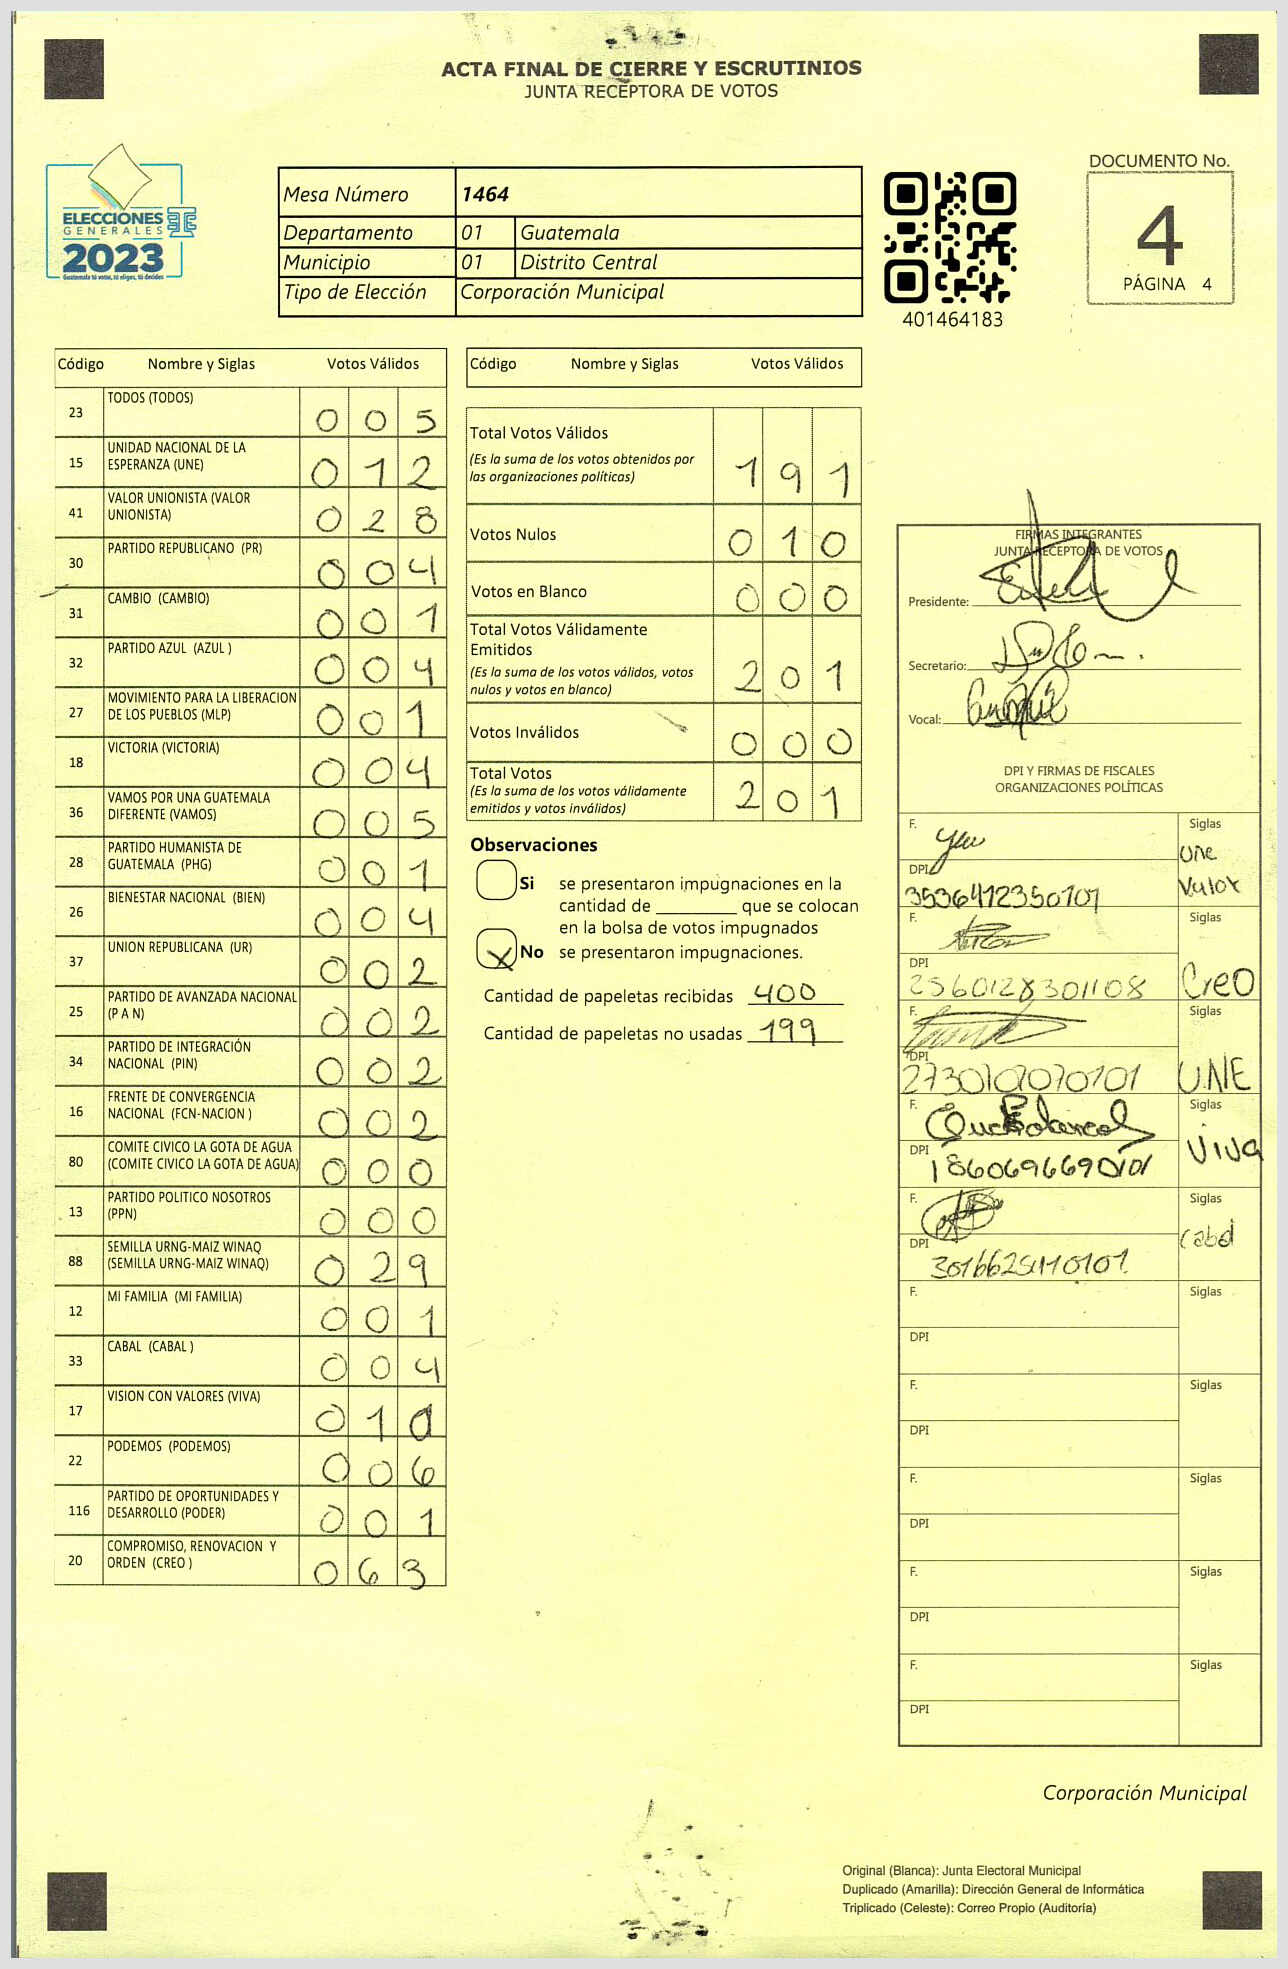 ACTA FINAL DE CIERRE Y ESCRUTINIOS
JUNTA RECEPTORA DE VOTOS
ELECCIONES
GENERALES
2023
Guatemala tú votas, tú eliges, tú decides
Mesa Número 1464
Departamento 01 Guatemala
Municipio 01 Distrito Central
Tipo de Elección Corporación Municipal
401464183
DOCUMENTO No.
4
PÁGINA 4
Código Nombre y Siglas Votos Válidos
23 TODOS (TODOS) 0 0 5
15 UNIDAD NACIONAL DE LA
ESPERANZA (UNE) 0 1 2
41 VALOR UNIONISTA (VALOR
UNIONISTA) 0 2 8
30 PARTIDO REPUBLICANO (PR) 0 0 4
31 CAMBIO (CAMBIO) 0 0 1
32 PARTIDO AZUL (AZUL ) 0 0 4
27 MOVIMIENTO PARA LA LIBERACION
DE LOS PUEBLOS (MLP) 0 0 1
18 VICTORIA (VICTORIA) 0 0 4
36 VAMOS POR UNA GUATEMALA
DIFERENTE (VAMOS) 0 0 5
28 PARTIDO HUMANISTA DE
GUATEMALA (PHG) 0 0 1
26 BIENESTAR NACIONAL (BIEN) 0 0 4
37 UNION REPUBLICANA (UR) 0 0 2
25 PARTIDO DE AVANZADA NACIONAL
(P A N) 0 0 2
34 PARTIDO DE INTEGRACIÓN
NACIONAL (PIN) 0 0 2
16 FRENTE DE CONVERGENCIA
NACIONAL (FCN-NACION ) 0 0 2
80 COMITE CIVICO LA GOTA DE AGUA
(COMITE CIVICO LA GOTA DE AGUA) 0 0 0
13 PARTIDO POLITICO NOSOTROS
(PPN) 0 0 0
88 SEMILLA URNG-MAIZ WINAQ
(SEMILLA URNG-MAIZ WINAQ) 0 2 9
12 MI FAMILIA (MI FAMILIA) 0 0 1
33 CABAL (CABAL ) 0 0 4
17 VISION CON VALORES (VIVA) 0 1
22 PODEMOS (PODEMOS) 0 0 6
116 PARTIDO DE OPORTUNIDADES Y
DESARROLLO (PODER) 0 0 1
20 COMPROMISO, RENOVACION Y
ORDEN (CREO ) 0 6 3
Código Nombre y Siglas Votos Válidos
Total Votos Válidos
(Es la suma de los votos obtenidos por
las organizaciones políticas) 1 9 1
Votos Nulos 0 1 0
Votos en Blanco 0 0 0
Total Votos Válidamente
Emitidos
(Es la suma de los votos válidos, votos
nulos y votos en blanco) 2 0 1
Votos Inválidos 0 0 0
Total Votos
(Es la suma de los votos válidamente
emitidos y votos inválidos) 2 0 1
Observaciones
Si se presentaron impugnaciones en la
cantidad de ________ que se colocan
en la bolsa de votos impugnados
X No se presentaron impugnaciones.
Cantidad de papeletas recibidas 400
Cantidad de papeletas no usadas 199
FIRMAS INTEGRANTES
JUNTA RECEPTORA DE VOTOS
Presidente:
Secretario:
Vocal:
DPI Y FIRMAS DE FISCALES
ORGANIZACIONES POLÍTICAS
F. Siglas
Une
Valor
DPI 3536412350101
F. Siglas
DPI 2560128301108 Creo
F. Siglas
DPI 2730101070101 UNE
F. Siglas
DPI Viva
F. Siglas
DPI Cabal
F. Siglas
DPI
F. Siglas
DPI
F. Siglas
DPI
F. Siglas
DPI
F. Siglas
DPI
Corporación Municipal
Original (Blanca): Junta Electoral Municipal
Duplicado (Amarilla): Dirección General de Informática
Triplicado (Celeste): Correo Propio (Auditoría)